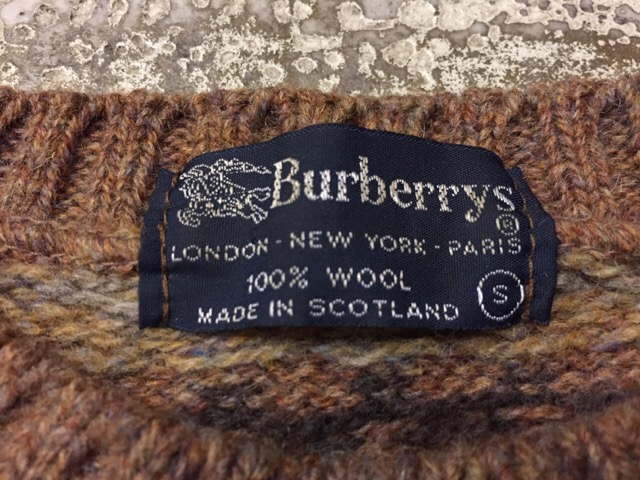 Burberrys®
LONDON - NEW YORK - PARIS
100% WOOL
MADE IN SCOTLAND S